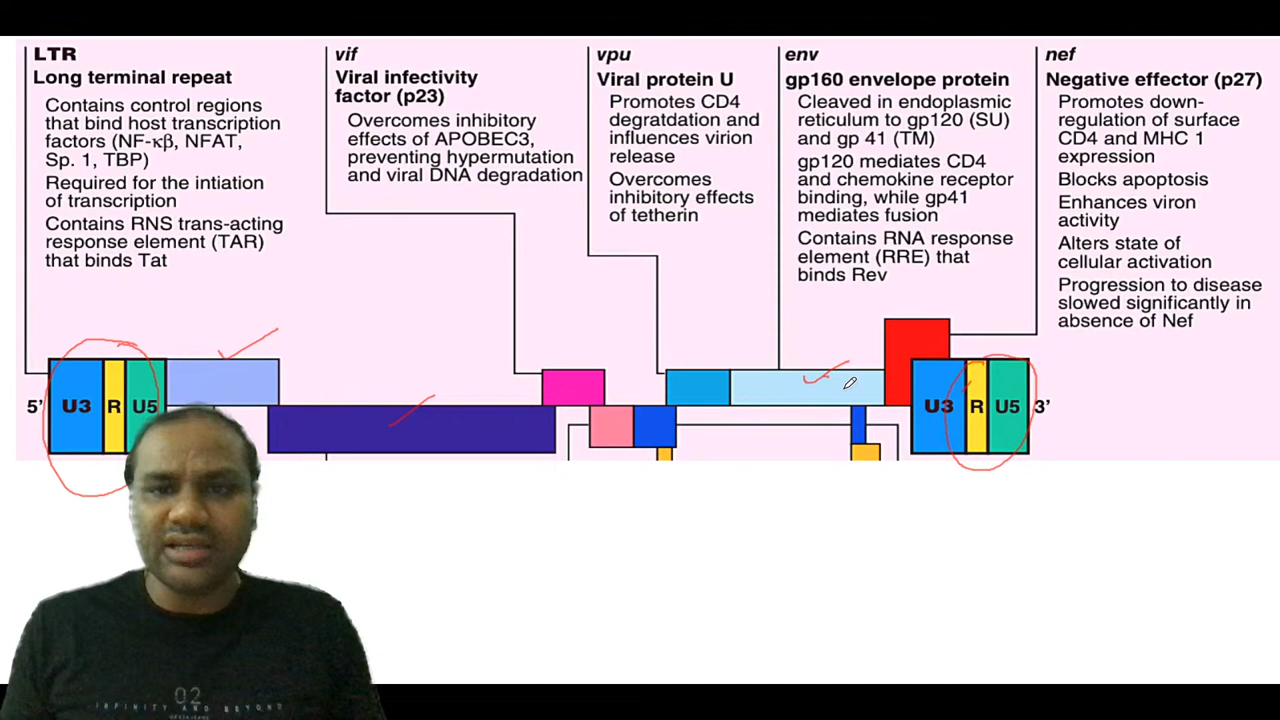 LTR
Long terminal repeat
Contains control regions
that bind host transcription
factors (NF-κβ, NFAT,
Sp. 1, TBP)
Required for the intiation
of transcription
Contains RNS trans-acting
response element (TAR)
that binds Tat
vif
Viral infectivity
factor (p23)
Overcomes inhibitory
effects of APOBEC3,
preventing hypermutation
and viral DNA degradation
vpu
Viral protein U
Promotes CD4
degratdation and
influences virion
release
Overcomes
inhibitory effects
of tetherin
env
gp160 envelope protein
Cleaved in endoplasmic
reticulum to gp120 (SU)
and gp 41 (TM)
gp120 mediates CD4
and chemokine receptor
binding, while gp41
mediates fusion
Contains RNA response
element (RRE) that
binds Rev
nef
Negative effector (p27)
Promotes down-
regulation of surface
CD4 and MHC 1
expression
Blocks apoptosis
Enhances viron
activity
Alters state of
cellular activation
Progression to disease
slowed significantly in
absence of Nef
5’ U3 R U5 U3 R U5 3’
02
INFINITY AND BEYOND